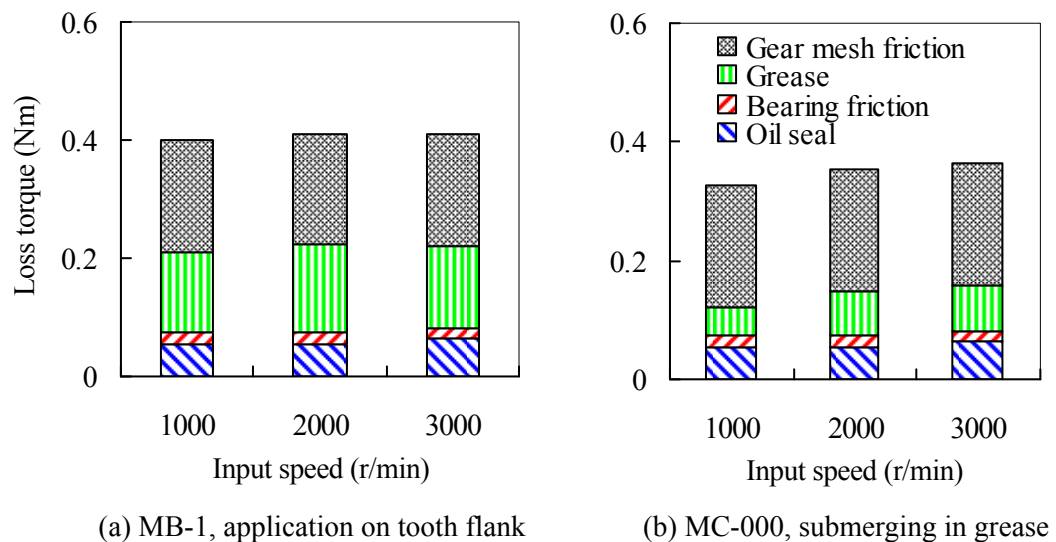 0.6
0.4
0.2
0
Loss torque (Nm)
1000 2000 3000
Input speed (r/min)
(a) MB-1, application on tooth flank
0.6
0.4
0.2
0
Gear mesh friction
Grease
Bearing friction
Oil seal
1000 2000 3000
Input speed (r/min)
(b) MC-000, submerging in grease